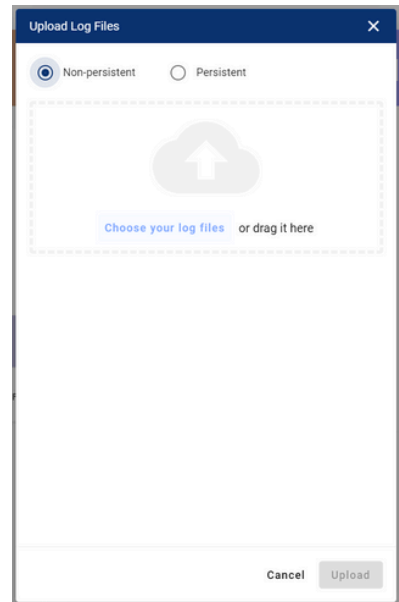 Upload Log Files
Non-persistent Persistent
Choose your log files or drag it here
Cancel Upload